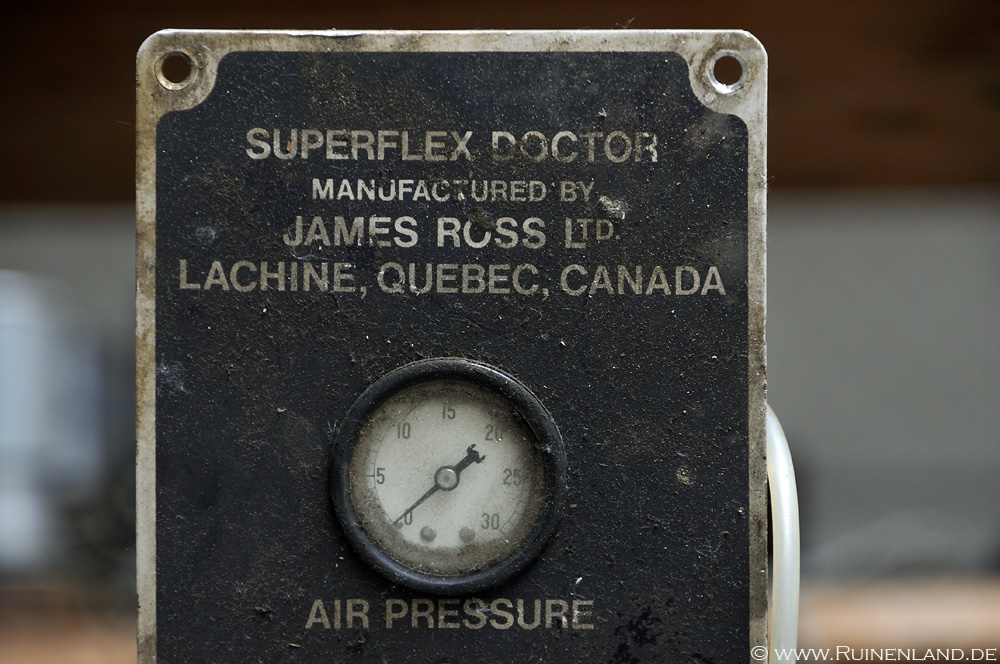 SUPERFLEX DOCTOR
MANUFACTURED BY
JAMES ROSS LTD.
LACHINE, QUEBEC, CANADA
15
10 20
5 25
0 30
AIR PRESSURE
© WWW.RUINENLAND.DE